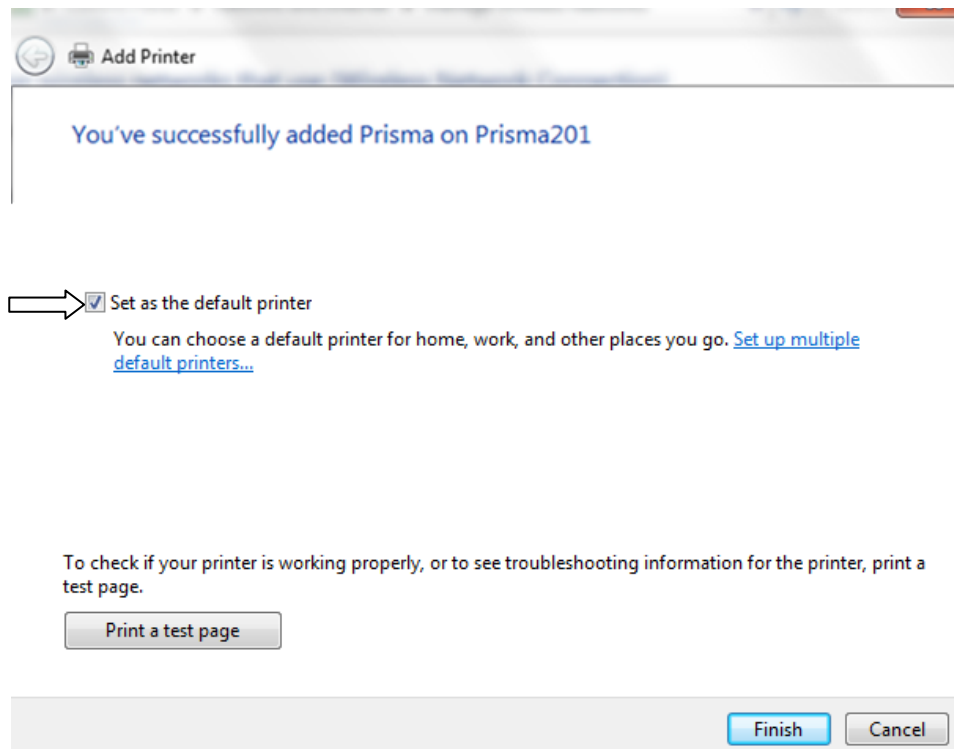 Add Printer
You've successfully added Prisma on Prisma201
Set as the default printer
You can choose a default printer for home, work, and other places you go. Set up multiple
default printers...
To check if your printer is working properly, or to see troubleshooting information for the printer, print a
test page.
Print a test page
Finish
Cancel